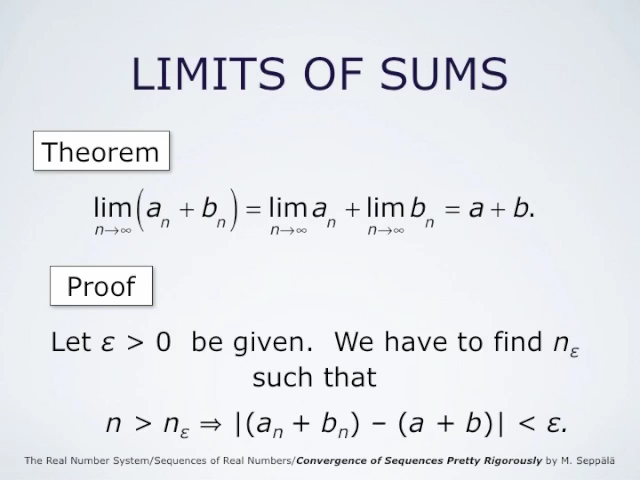 LIMITS OF SUMS
Theorem
lim(aₙ + bₙ) = lim aₙ + lim bₙ = a + b.
n→∞ n→∞ n→∞
Proof
Let ε > 0 be given. We have to find n_ε
such that
n > n_ε ⇒ |(aₙ + bₙ) – (a + b)| < ε.
The Real Number System/Sequences of Real Numbers/Convergence of Sequences Pretty Rigorously by M. Seppälä